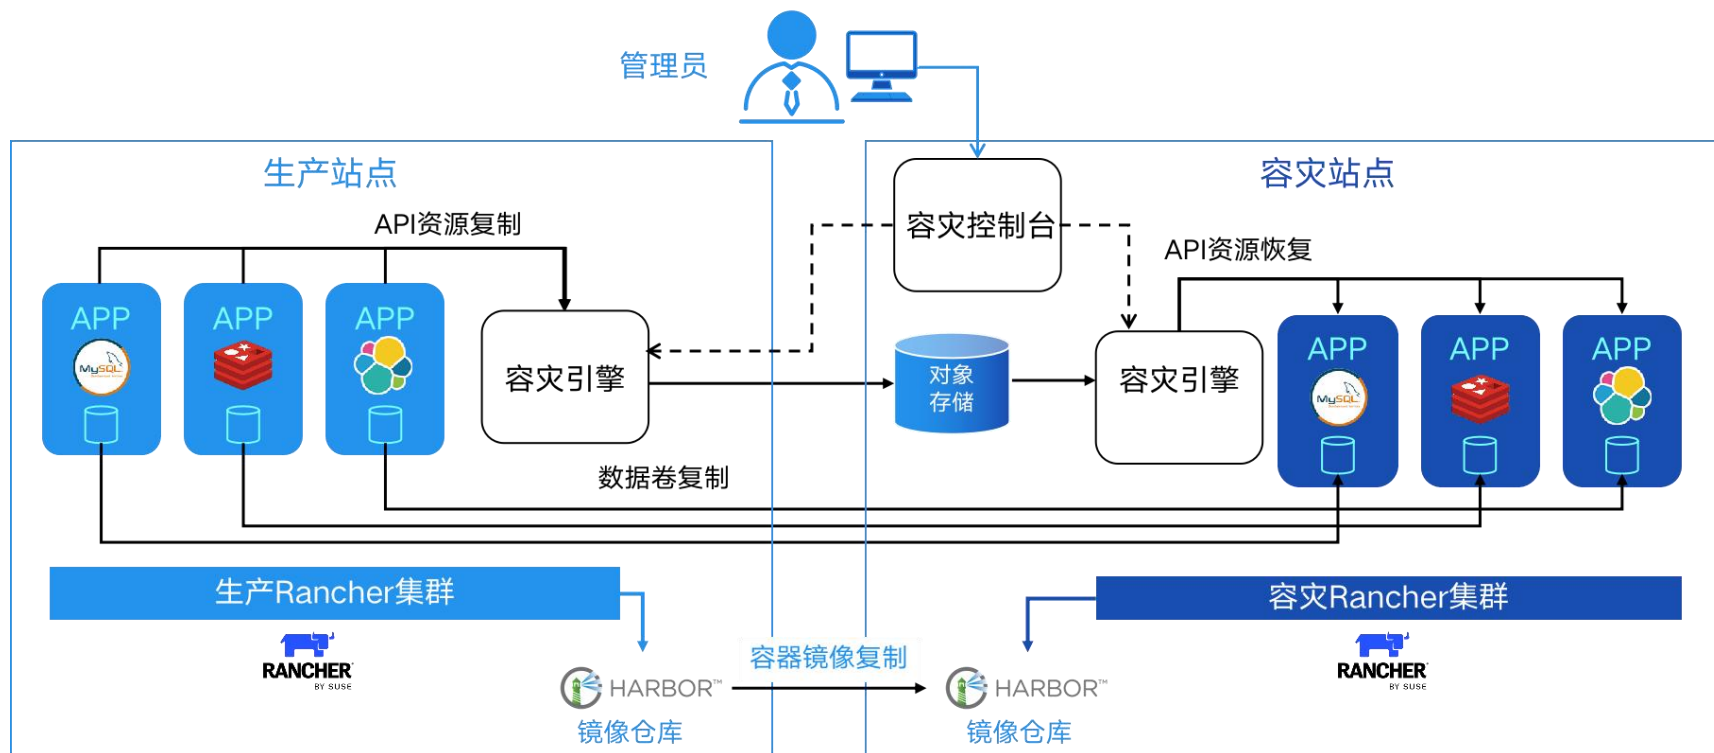 管理员
生产站点
容灾站点
API资源复制
容灾控制台
API资源恢复
APP
APP
APP
MySQL
容灾引擎
对象
存储
容灾引擎
APP
APP
APP
MySQL
数据卷复制
生产Rancher集群
容灾Rancher集群
RANCHER
BY SUSE
RANCHER
BY SUSE
容器镜像复制
HARBOR™
HARBOR™
镜像仓库
镜像仓库